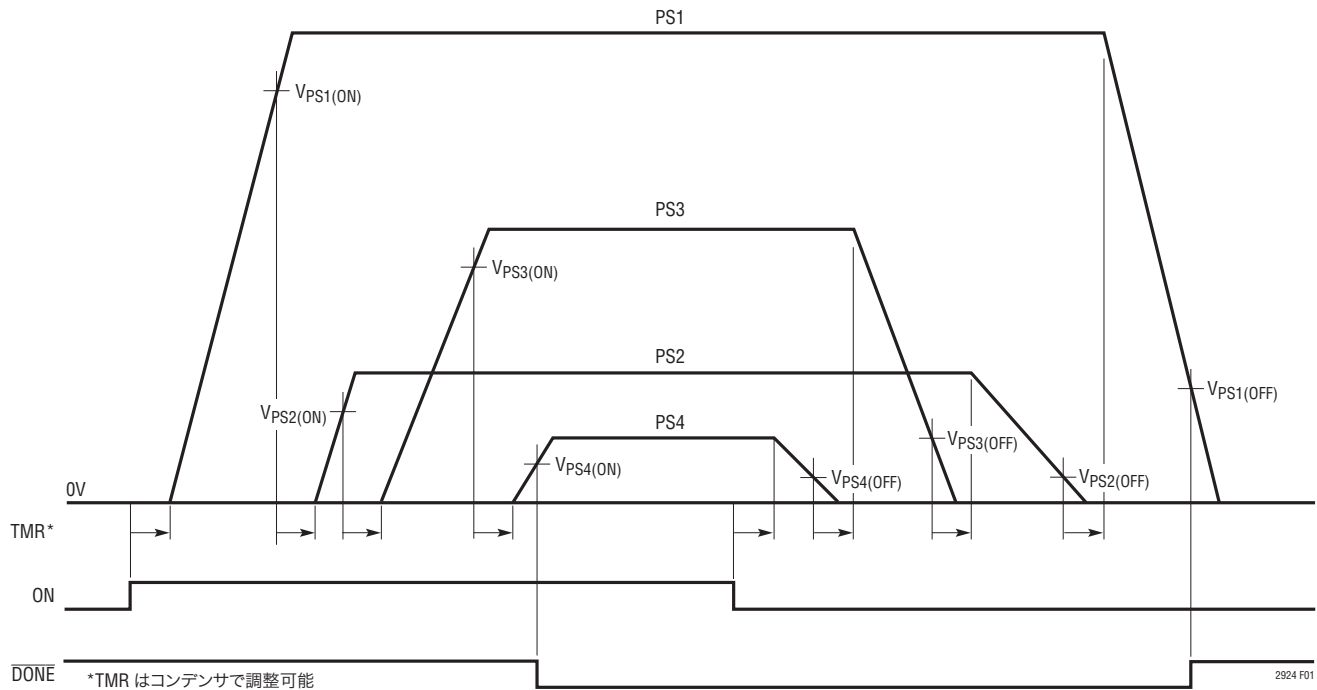 PS1
VPS1(ON)
PS3
VPS3(ON)
PS2
VPS2(ON)
PS4
VPS4(ON)
VPS1(OFF)
VPS3(OFF)
VPS4(OFF)
VPS2(OFF)
0V
TMR*
ON
DONE
*TMR はコンデンサで調整可能
2924 F01